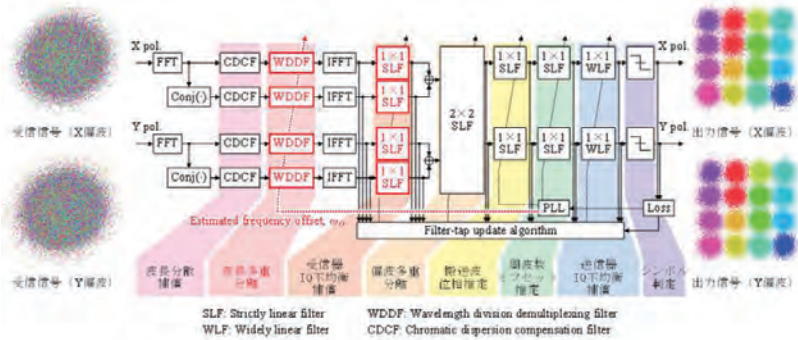 X pol.
FFT
CDCF
WDDF
IFFT
1×1
SLF
1×1
SLF
1×1
SLF
1×1
WLF
X pol.
Conj(·)
CDCF
WDDF
IFFT
1×1
SLF
2×2
SLF
受信信号（X偏波）
出力信号（X偏波）
Y pol.
FFT
CDCF
WDDF
IFFT
1×1
SLF
1×1
SLF
1×1
SLF
1×1
WLF
Y pol.
Conj(·)
CDCF
WDDF
IFFT
1×1
SLF
PLL
Loss
Estimated frequency offset,
Filter-tap update algorithm
受信信号（Y偏波）
出力信号（Y偏波）
波長分散
補償
波長多重
分離
受信器
IQ不均衡
補償
偏波多重
分離
搬送波
位相推定
周波数
オフセット
推定
送信器
IQ不均衡
補償
シンボル
判定
SLF: Strictly linear filter
WDDF: Wavelength division demultiplexing filter
WLF: Widely linear filter
CDCF: Chromatic dispersion compensation filter